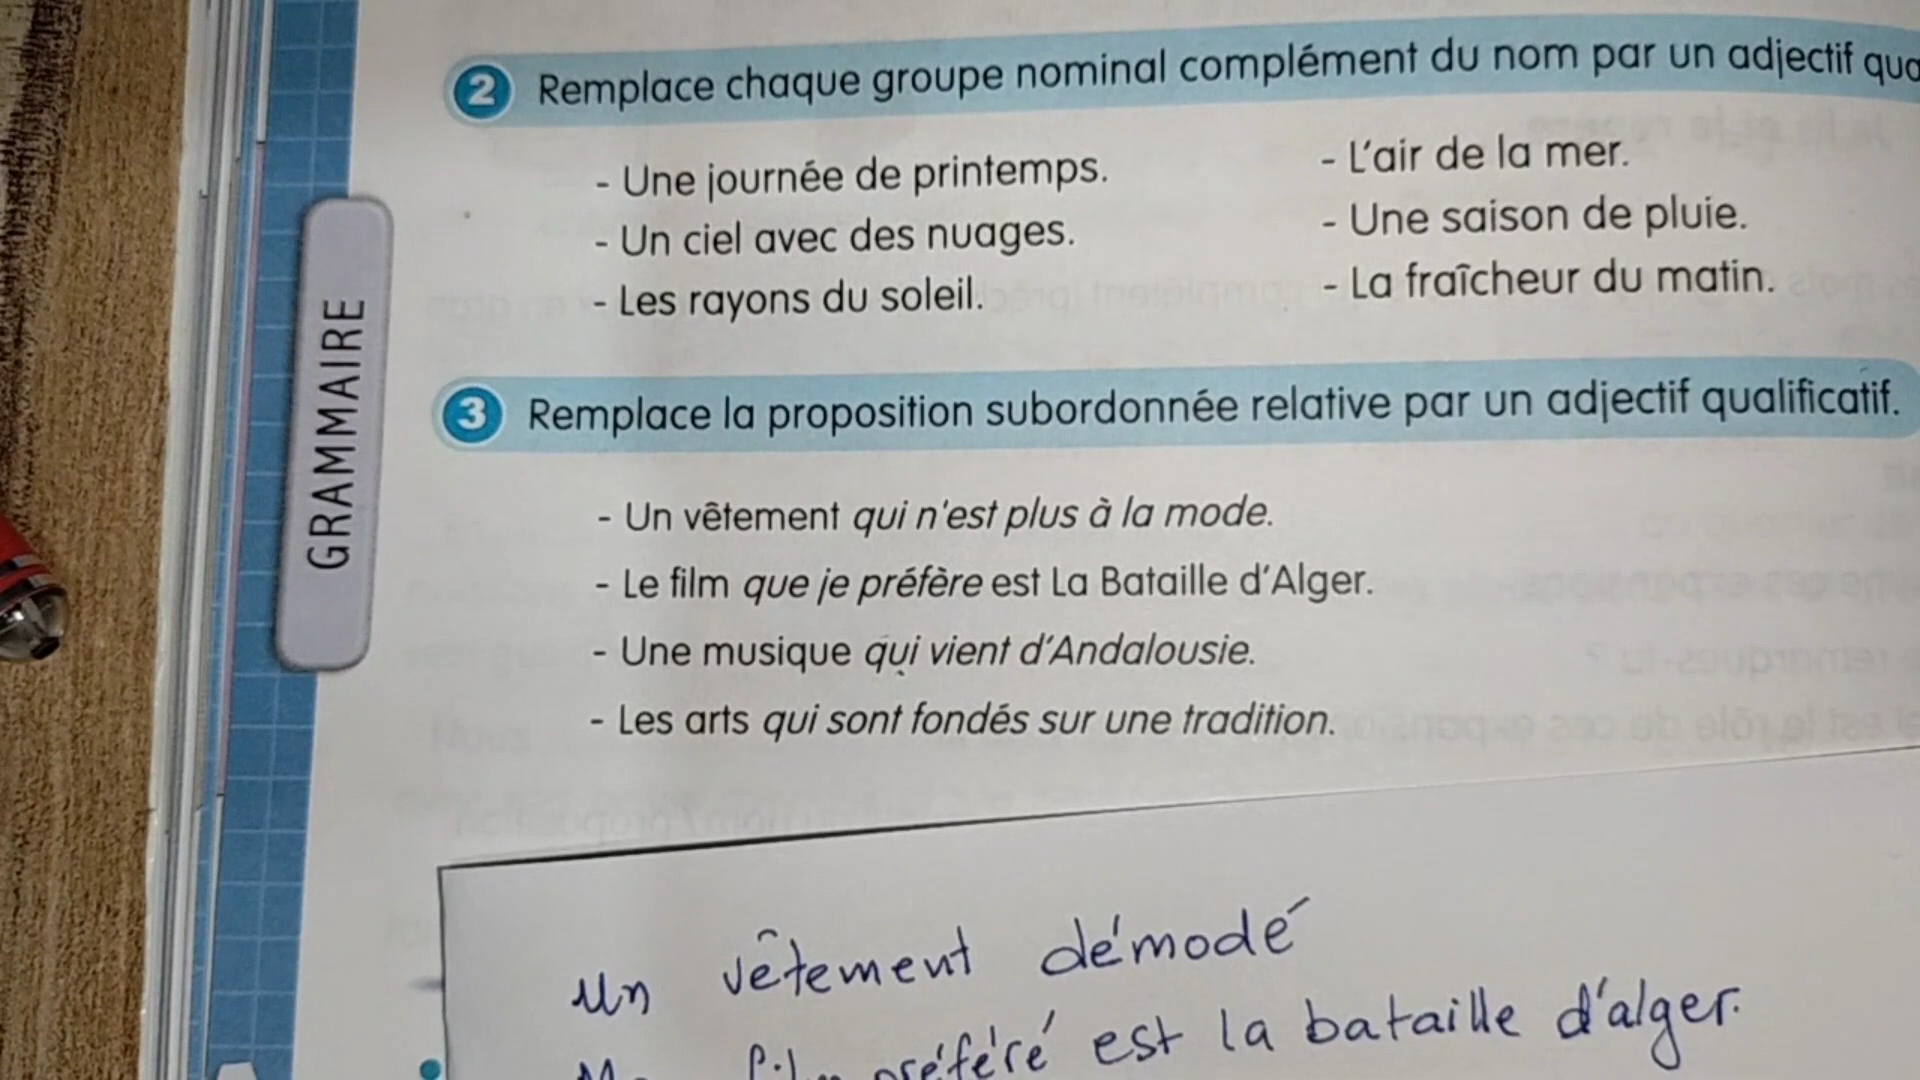 2 Remplace chaque groupe nominal complément du nom par un adjectif
- Une journée de printemps.
- Un ciel avec des nuages.
- Les rayons du soleil.
- L'air de la mer.
- Une saison de pluie.
- La fraîcheur du matin.
GRAMMAIRE
3 Remplace la proposition subordonnée relative par un adjectif qualificatif.
- Un vêtement qui n'est plus à la mode.
- Le film que je préfère est La Bataille d'Alger.
- Une musique qui vient d'Andalousie.
- Les arts qui sont fondés sur une tradition.
Un vêtement démodé
préféré est la bataille d'alger.